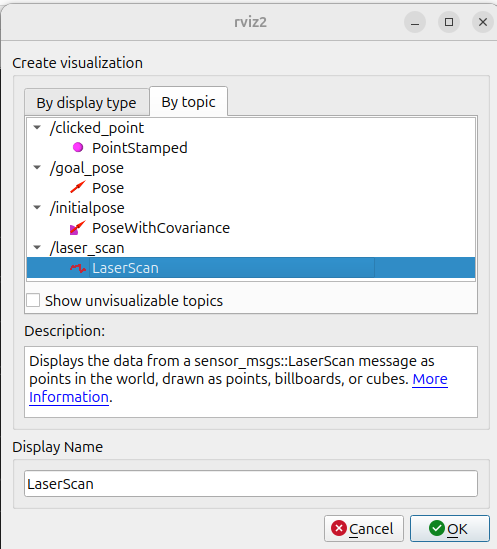 rviz2
Create visualization
By display type
By topic
/clicked_point
PointStamped
/goal_pose
Pose
/initialpose
PoseWithCovariance
/laser_scan
LaserScan
Show unvisualizable topics
Description:
Displays the data from a sensor_msgs::LaserScan message as
points in the world, drawn as points, billboards, or cubes. More
Information.
Display Name
LaserScan
Cancel
OK